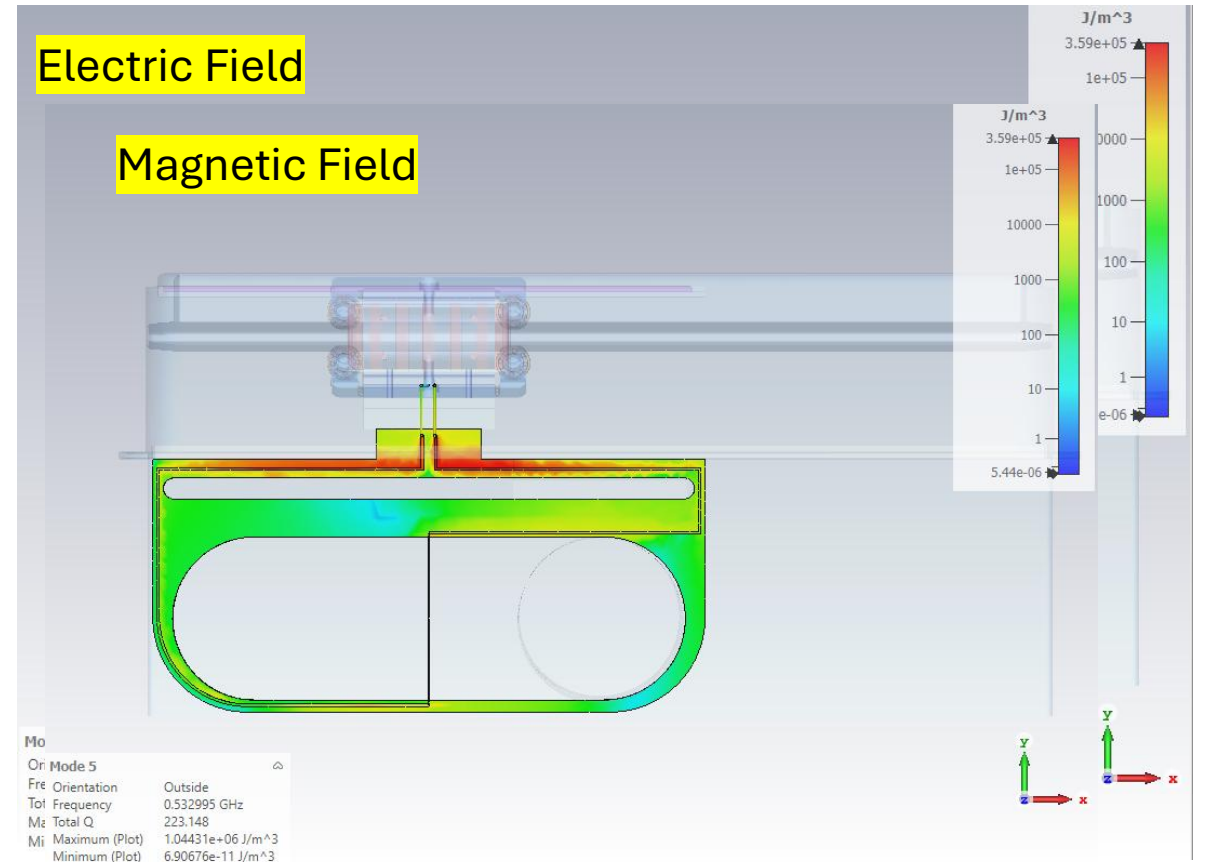 Electric Field
J/m^3
3.59e+05
1e+05
0000
1000
100
10
1
e-06
Magnetic Field
J/m^3
3.59e+05
1e+05
10000
1000
100
10
1
5.44e-06
y
z x
y
z x
Mo
Ori
Fre
Tot
Ma
Mi
Mode 5
Orientation Outside
Frequency 0.532995 GHz
Total Q 223.148
Maximum (Plot) 1.04431e+06 J/m^3
Minimum (Plot) 6.90676e-11 J/m^3